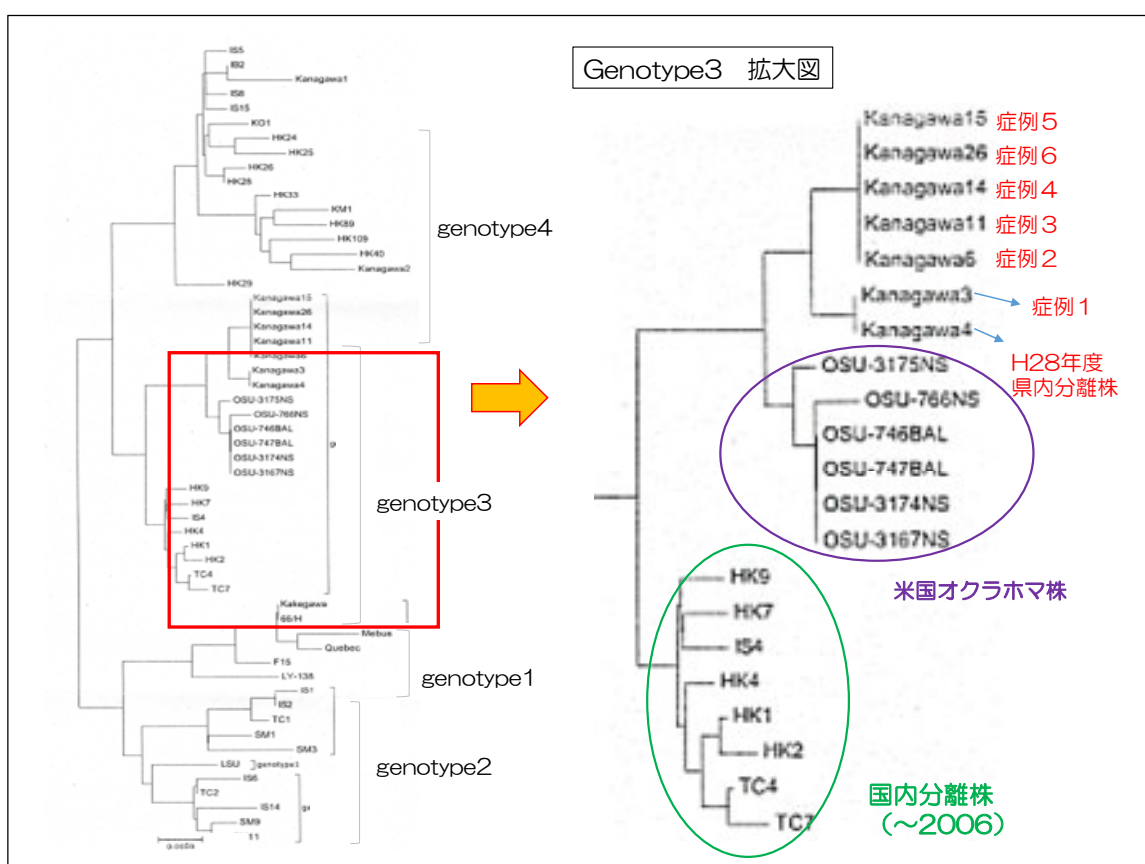 IS5
IB2
Kanagawa1
IS8
IS15
KO1
HK24
HK25
HK26
HK28
HK33
KM1
HK89
HK109
HK40
Kanagawa2
HK29
genotype4
Kanagawa15
Kanagawa26
Kanagawa14
Kanagawa11
Kanagawa6
Kanagawa3
Kanagawa4
OSU-3175NS
OSU-766NS
OSU-746BAL
OSU-747BAL
OSU-3174NS
OSU-3167NS
g
HK9
HK7
IS4
HK4
HK1
HK2
TC4
TC7
genotype3
Kakegawa
66/H
Mebus
Quebec
F15
LY-138
genotype1
IS1
IS2
TC1
SM1
SM3
genotype2
LSU
IS6
TC2
IS14
SM9
11
Genotype3 拡大図
Kanagawa15 症例5
Kanagawa26 症例6
Kanagawa14 症例4
Kanagawa11 症例3
Kanagawa6 症例2
Kanagawa3 症例1
Kanagawa4
H28年度
県内分離株
OSU-3175NS
OSU-766NS
OSU-746BAL
OSU-747BAL
OSU-3174NS
OSU-3167NS
米国オクラホマ株
HK9
HK7
IS4
HK4
HK1
HK2
TC4
TC7
国内分離株
(～2006)